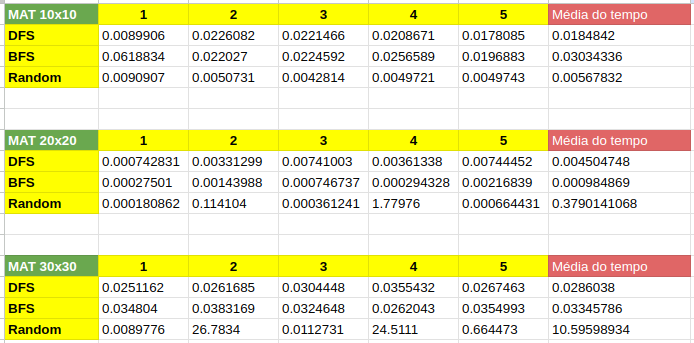 MAT 10x10 1 2 3 4 5 Média do tempo
DFS 0.0089906 0.0226082 0.0221466 0.0208671 0.0178085 0.0184842
BFS 0.0618834 0.022027 0.0224592 0.0256589 0.0196883 0.03034336
Random 0.0090907 0.0050731 0.0042814 0.0049721 0.0049743 0.00567832
MAT 20x20 1 2 3 4 5 Média do tempo
DFS 0.000742831 0.00331299 0.00741003 0.00361338 0.00744452 0.004504748
BFS 0.00027501 0.00143988 0.000746737 0.000294328 0.00216839 0.000984869
Random 0.000180862 0.114104 0.000361241 1.77976 0.000664431 0.3790141068
MAT 30x30 1 2 3 4 5 Média do tempo
DFS 0.0251162 0.0261685 0.0304448 0.0355432 0.0267463 0.0286038
BFS 0.034804 0.0383169 0.0324648 0.0262043 0.0354993 0.03345786
Random 0.0089776 26.7834 0.0112731 24.5111 0.664473 10.59598934